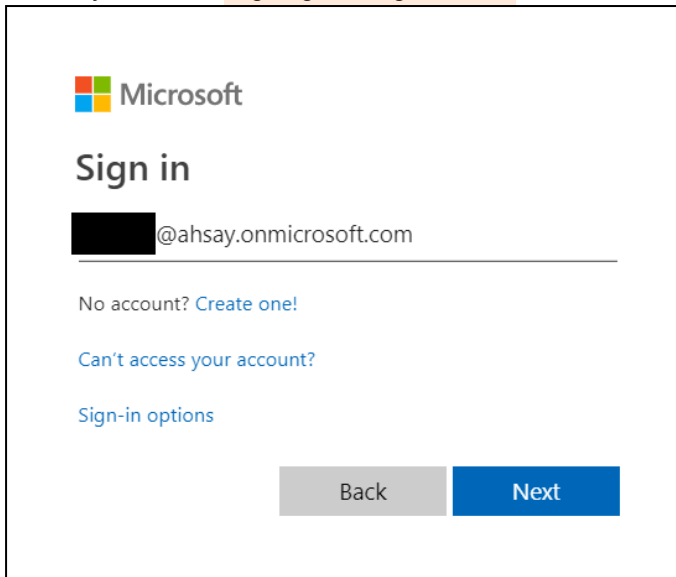 Microsoft
Sign in
@ahsay.onmicrosoft.com
No account? Create one!
Can't access your account?
Sign-in options
Back Next